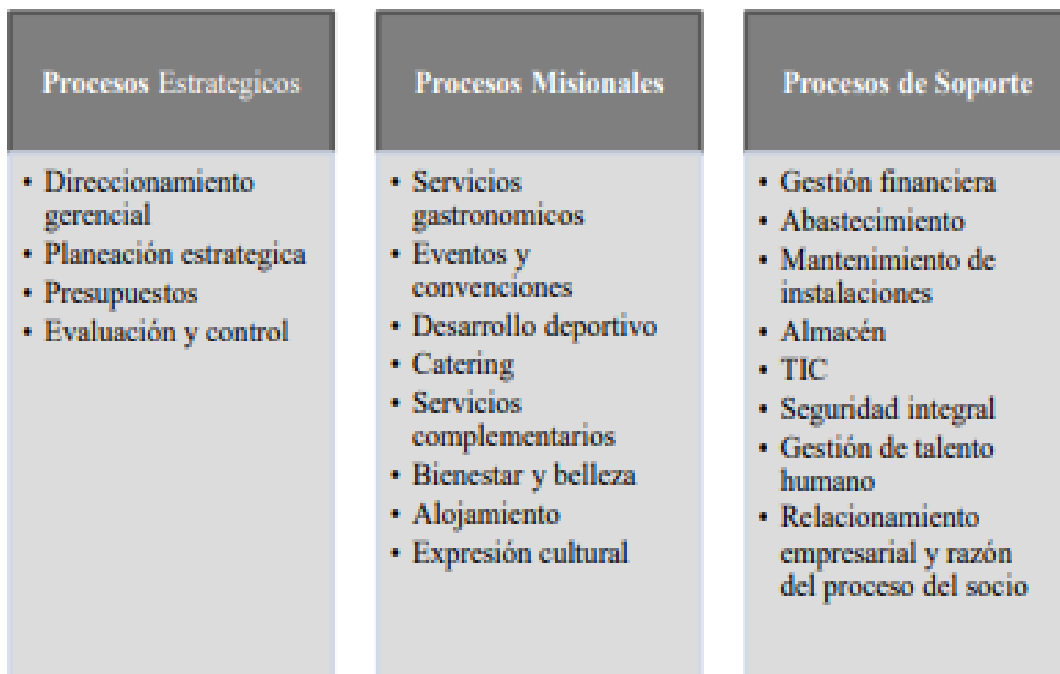 Procesos Estrategicos
• Direccionamiento
gerencial
• Planeación estrategica
• Presupuestos
• Evaluación y control
Procesos Misionales
• Servicios
gastronomicos
• Eventos y
convenciones
• Desarrollo deportivo
• Catering
• Servicios
complementarios
• Bienestar y belleza
• Alojamiento
• Expresión cultural
Procesos de Soporte
• Gestión financiera
• Abastecimiento
• Mantenimiento de
instalaciones
• Almacén
• TIC
• Seguridad integral
• Gestión de talento
humano
• Relacionamiento
empresarial y razón
del proceso del socio